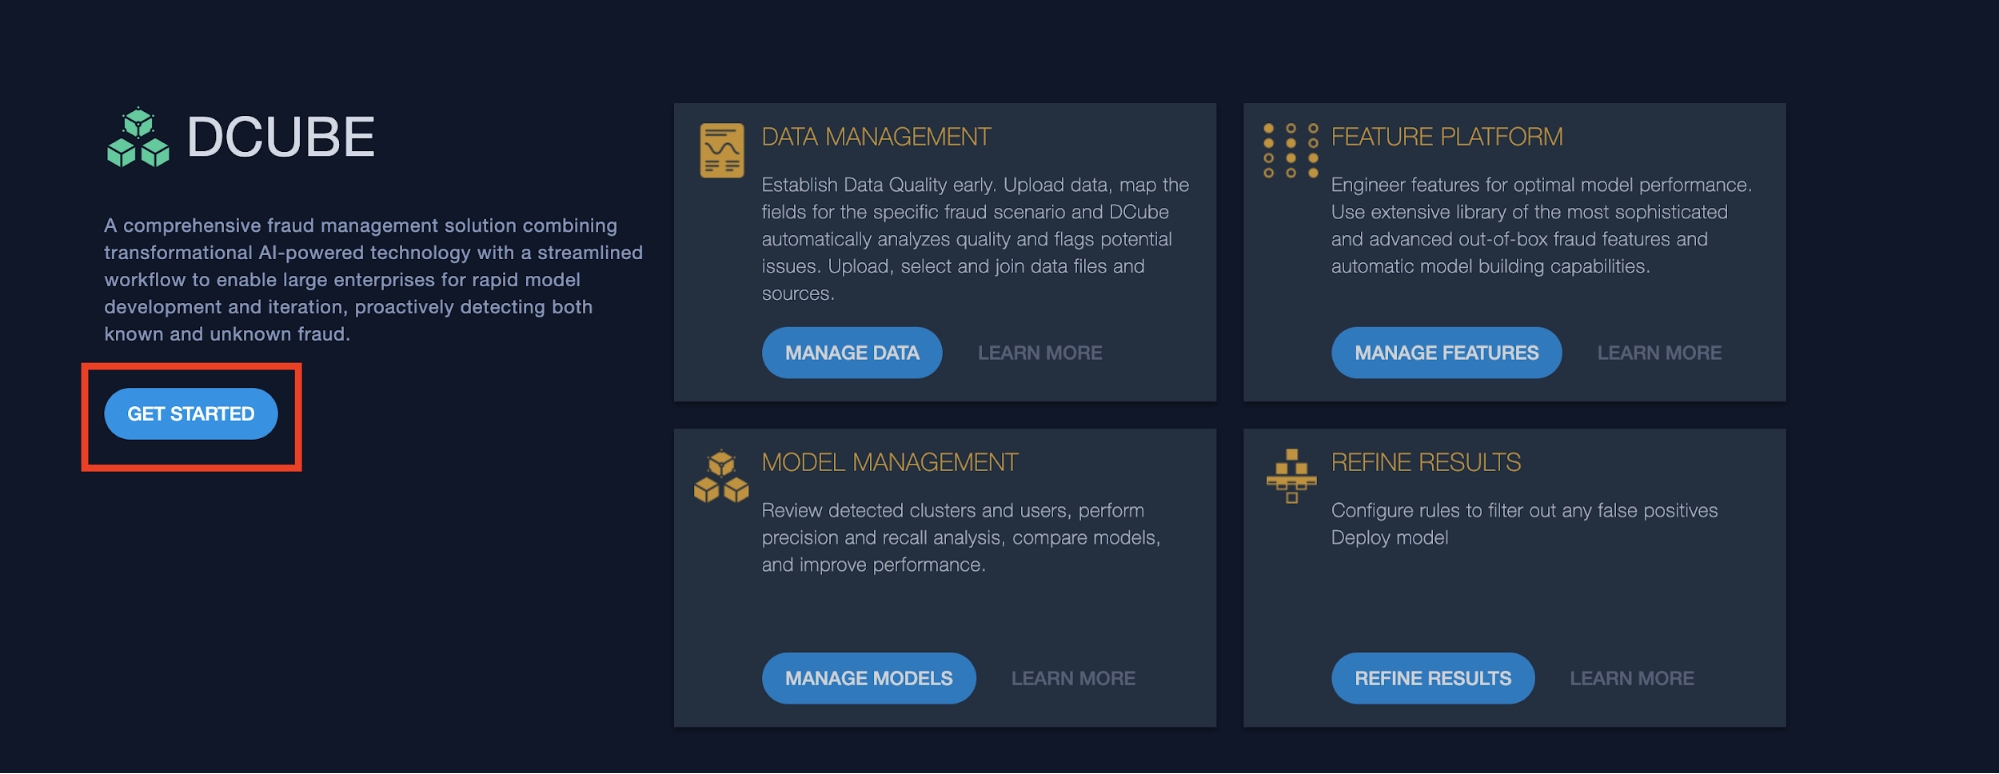 DCUBE
A comprehensive fraud management solution combining
transformational AI-powered technology with a streamlined
workflow to enable large enterprises for rapid model
development and iteration, proactively detecting both
known and unknown fraud.
GET STARTED
DATA MANAGEMENT
Establish Data Quality early. Upload data, map the
fields for the specific fraud scenario and DCube
automatically analyzes quality and flags potential
issues. Upload, select and join data files and
sources.
MANAGE DATA LEARN MORE
FEATURE PLATFORM
Engineer features for optimal model performance.
Use extensive library of the most sophisticated
and advanced out-of-box fraud features and
automatic model building capabilities.
MANAGE FEATURES LEARN MORE
MODEL MANAGEMENT
Review detected clusters and users, perform
precision and recall analysis, compare models,
and improve performance.
MANAGE MODELS LEARN MORE
REFINE RESULTS
Configure rules to filter out any false positives
Deploy model
REFINE RESULTS LEARN MORE